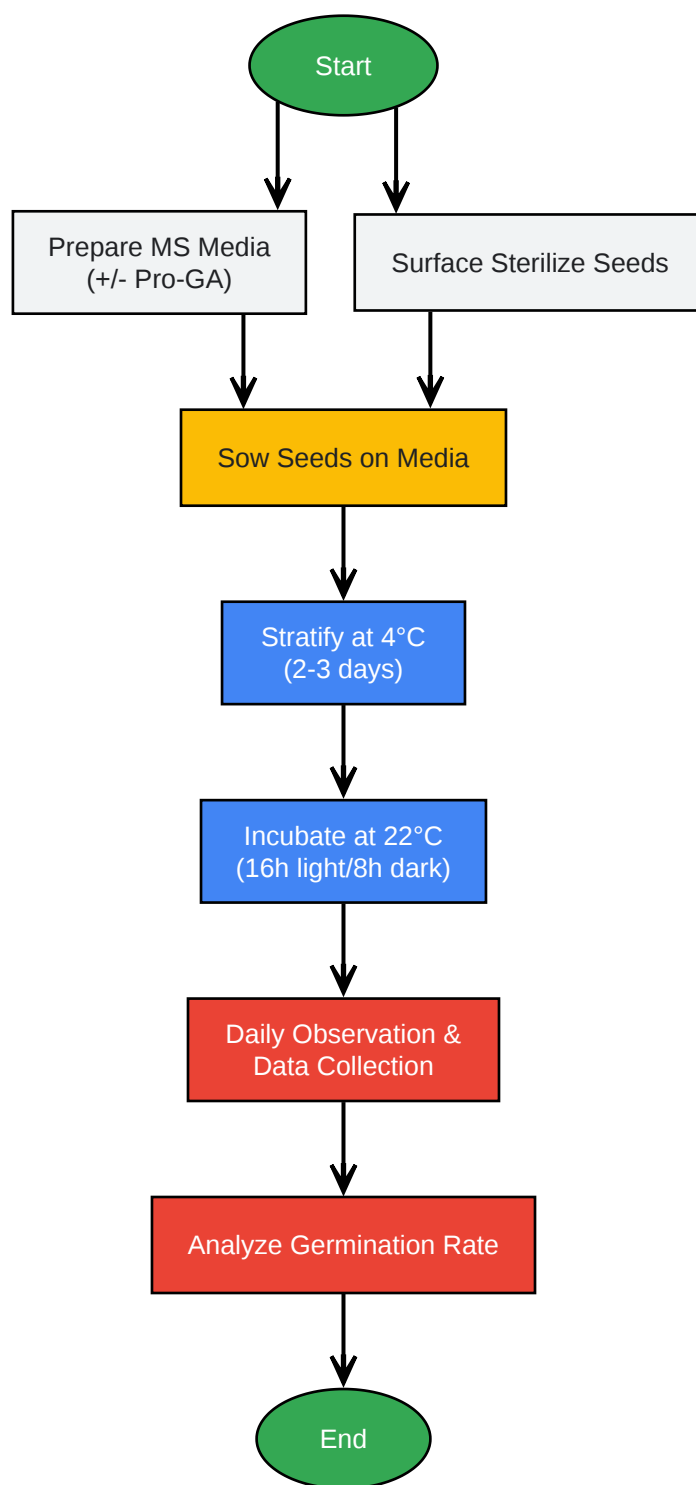 Start
Prepare MS Media
(+/- Pro-GA)
Surface Sterilize Seeds
Sow Seeds on Media
Stratify at 4°C
(2-3 days)
Incubate at 22°C
(16h light/8h dark)
Daily Observation &
Data Collection
Analyze Germination Rate
End